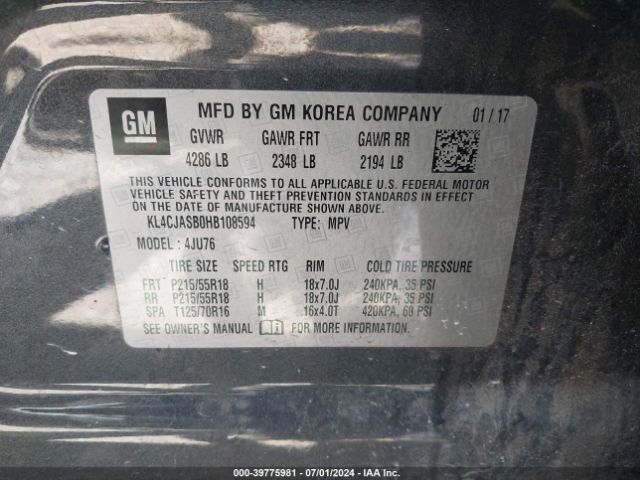 GM
MFD BY GM KOREA COMPANY 01 / 17
GVWR GAWR FRT GAWR RR
4286 LB 2348 LB 2194 LB
THIS VEHICLE CONFORMS TO ALL APPLICABLE U.S. FEDERAL MOTOR
VEHICLE SAFETY AND THEFT PREVENTION STANDARDS IN EFFECT ON
THE DATE OF MANUFACTURE SHOWN ABOVE.
KL4CJASB0HB108594 TYPE: MPV
MODEL : 4JU76
TIRE SIZE SPEED RTG RIM COLD TIRE PRESSURE
FRT P215/55R18 H 18x7.0J 240KPA, 35 PSI
RR P215/55R18 H 18x7.0J 240KPA, 35 PSI
SPA T125/70R16 M 16x4.0T 420KPA, 60 PSI
SEE OWNER'S MANUAL FOR MORE INFORMATION.
000-39775981 - 07/01/2024 - IAA Inc.